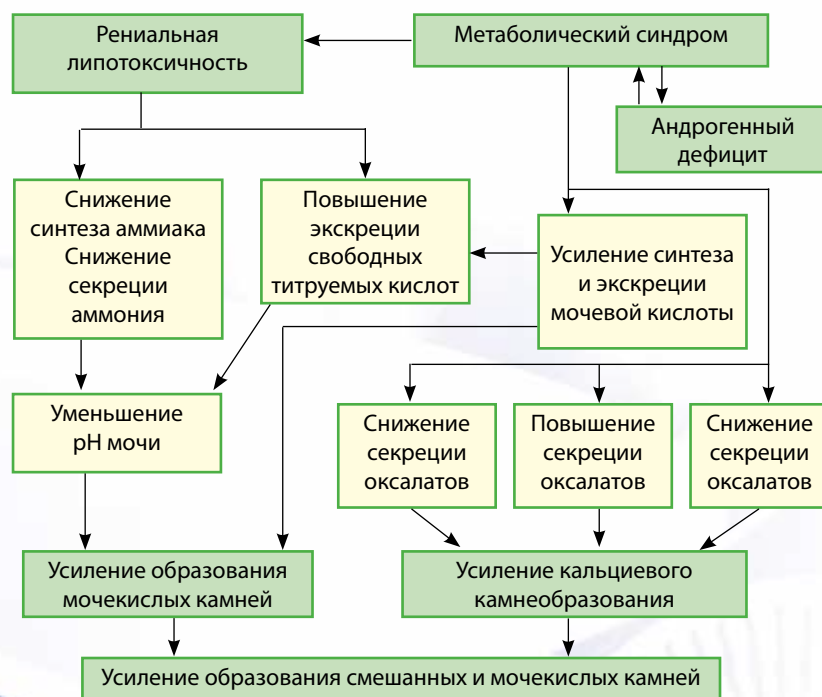 Рениальная
липотоксичность
Метаболический синдром
Андрогенный
дефицит
Снижение
синтеза аммиака
Снижение
секреции
аммония
Повышение
экскреции
свободных
титруемых кислот
Усиление синтеза
и экскреции
мочевой кислоты
Уменьшение
pH мочи
Снижение
секреции
оксалатов
Повышение
секреции
оксалатов
Снижение
секреции
оксалатов
Усиление образования
мочекислых камней
Усиление кальциевого
камнеобразования
Усиление образования смешанных и мочекислых камней